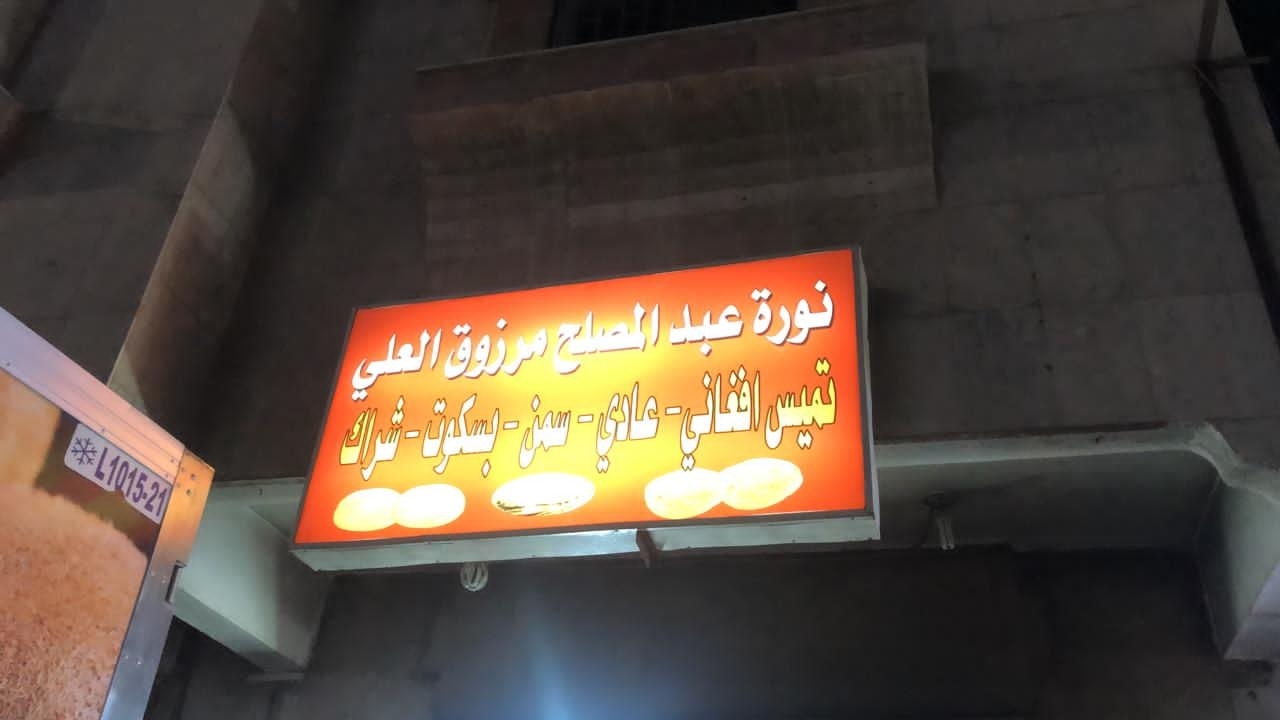 نورة عبد المصلح مرزوق العلي
تميس افغاني - عادي - سمن - بسكوت - شراك
L1015-21